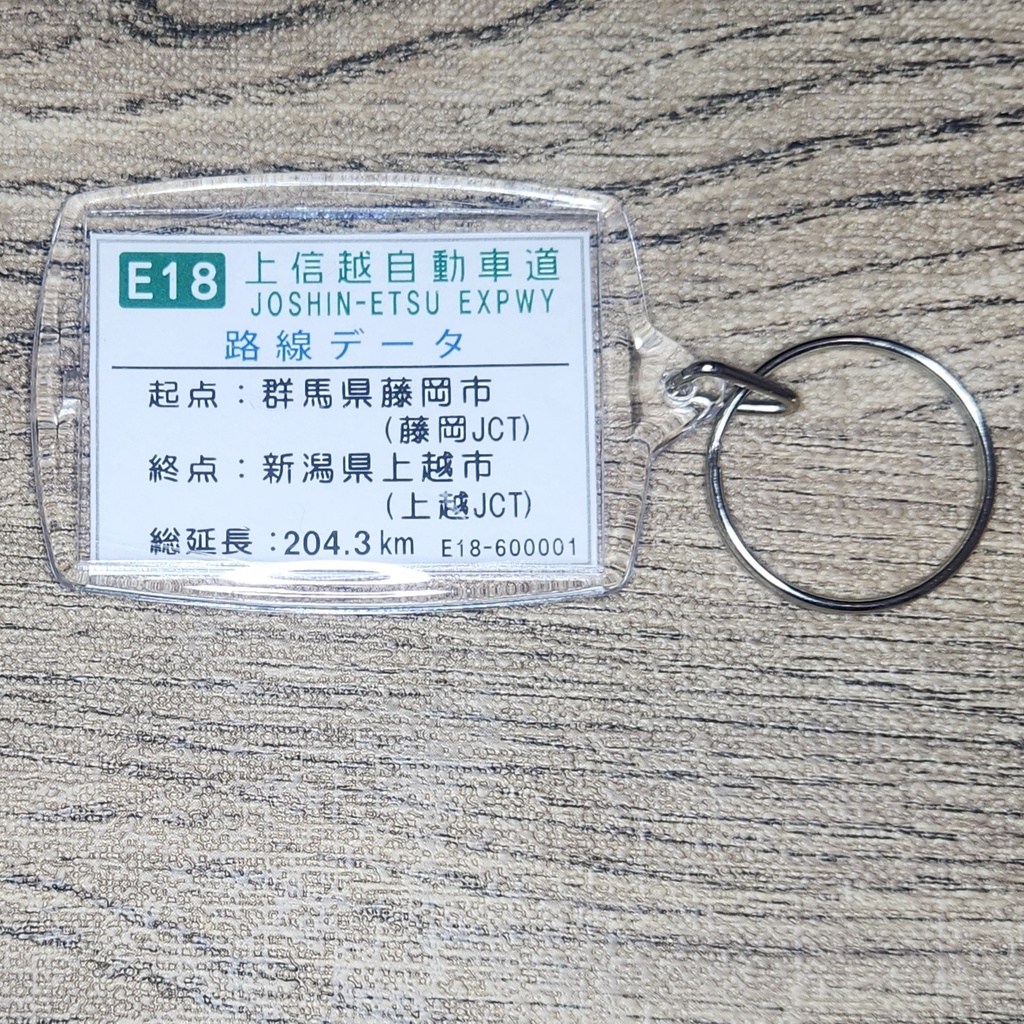 E18 上信越自動車道
JOSHIN-ETSU EXPWY
路線データ
起点：群馬県藤岡市
(藤岡JCT)
終点：新潟県上越市
(上越JCT)
総延長：204.3km E18-600001